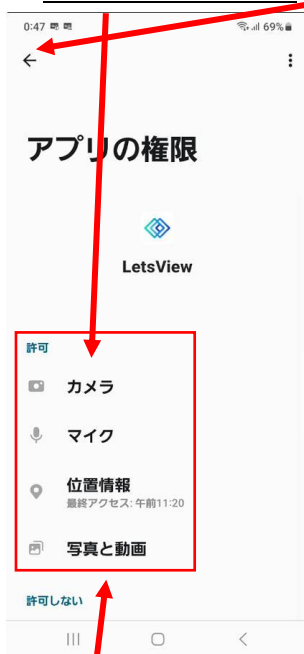 0:47 69%
アプリの権限
LetsView
許可
カメラ
マイク
位置情報
最終アクセス: 午前11:20
写真と動画
許可しない